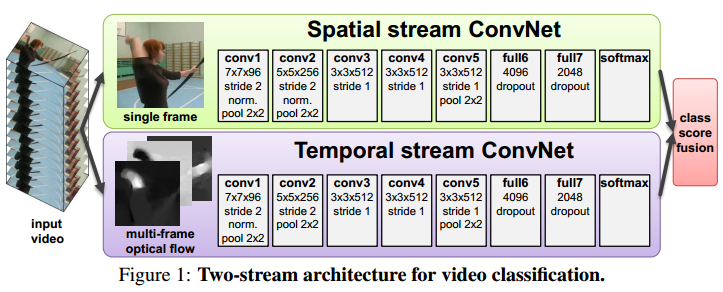 Spatial stream ConvNet
conv1
7x7x96
stride 2
norm.
pool 2x2
conv2
5x5x256
stride 2
norm.
pool 2x2
conv3
3x3x512
stride 1
conv4
3x3x512
stride 1
conv5
3x3x512
stride 1
pool 2x2
full6
4096
dropout
full7
2048
dropout
softmax
single frame
Temporal stream ConvNet
conv1
7x7x96
stride 2
norm.
pool 2x2
conv2
5x5x256
stride 2
pool 2x2
conv3
3x3x512
stride 1
conv4
3x3x512
stride 1
conv5
3x3x512
stride 1
pool 2x2
full6
4096
dropout
full7
2048
dropout
softmax
multi-frame
optical flow
input
video
class
score
fusion
Figure 1: Two-stream architecture for video classification.